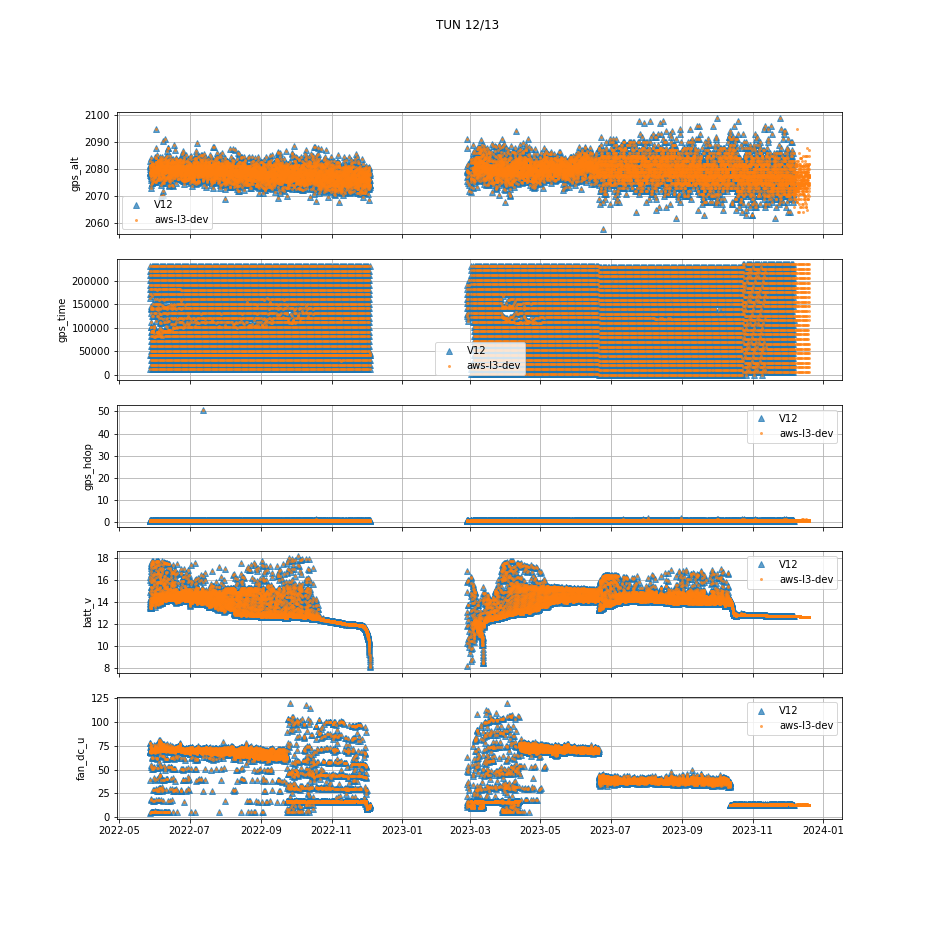 TUN 12/13
2100
2090
2080
2070
2060
gps_alt
V12
aws-l3-dev
200000
150000
100000
50000
0
gps_time
V12
aws-l3-dev
50
40
30
20
10
0
gps_hdop
V12
aws-l3-dev
18
16
14
12
10
8
batt_v
V12
aws-l3-dev
125
100
75
50
25
0
fan_dc_u
V12
aws-l3-dev
2022-05 2022-07 2022-09 2022-11 2023-01 2023-03 2023-05 2023-07 2023-09 2023-11 2024-01